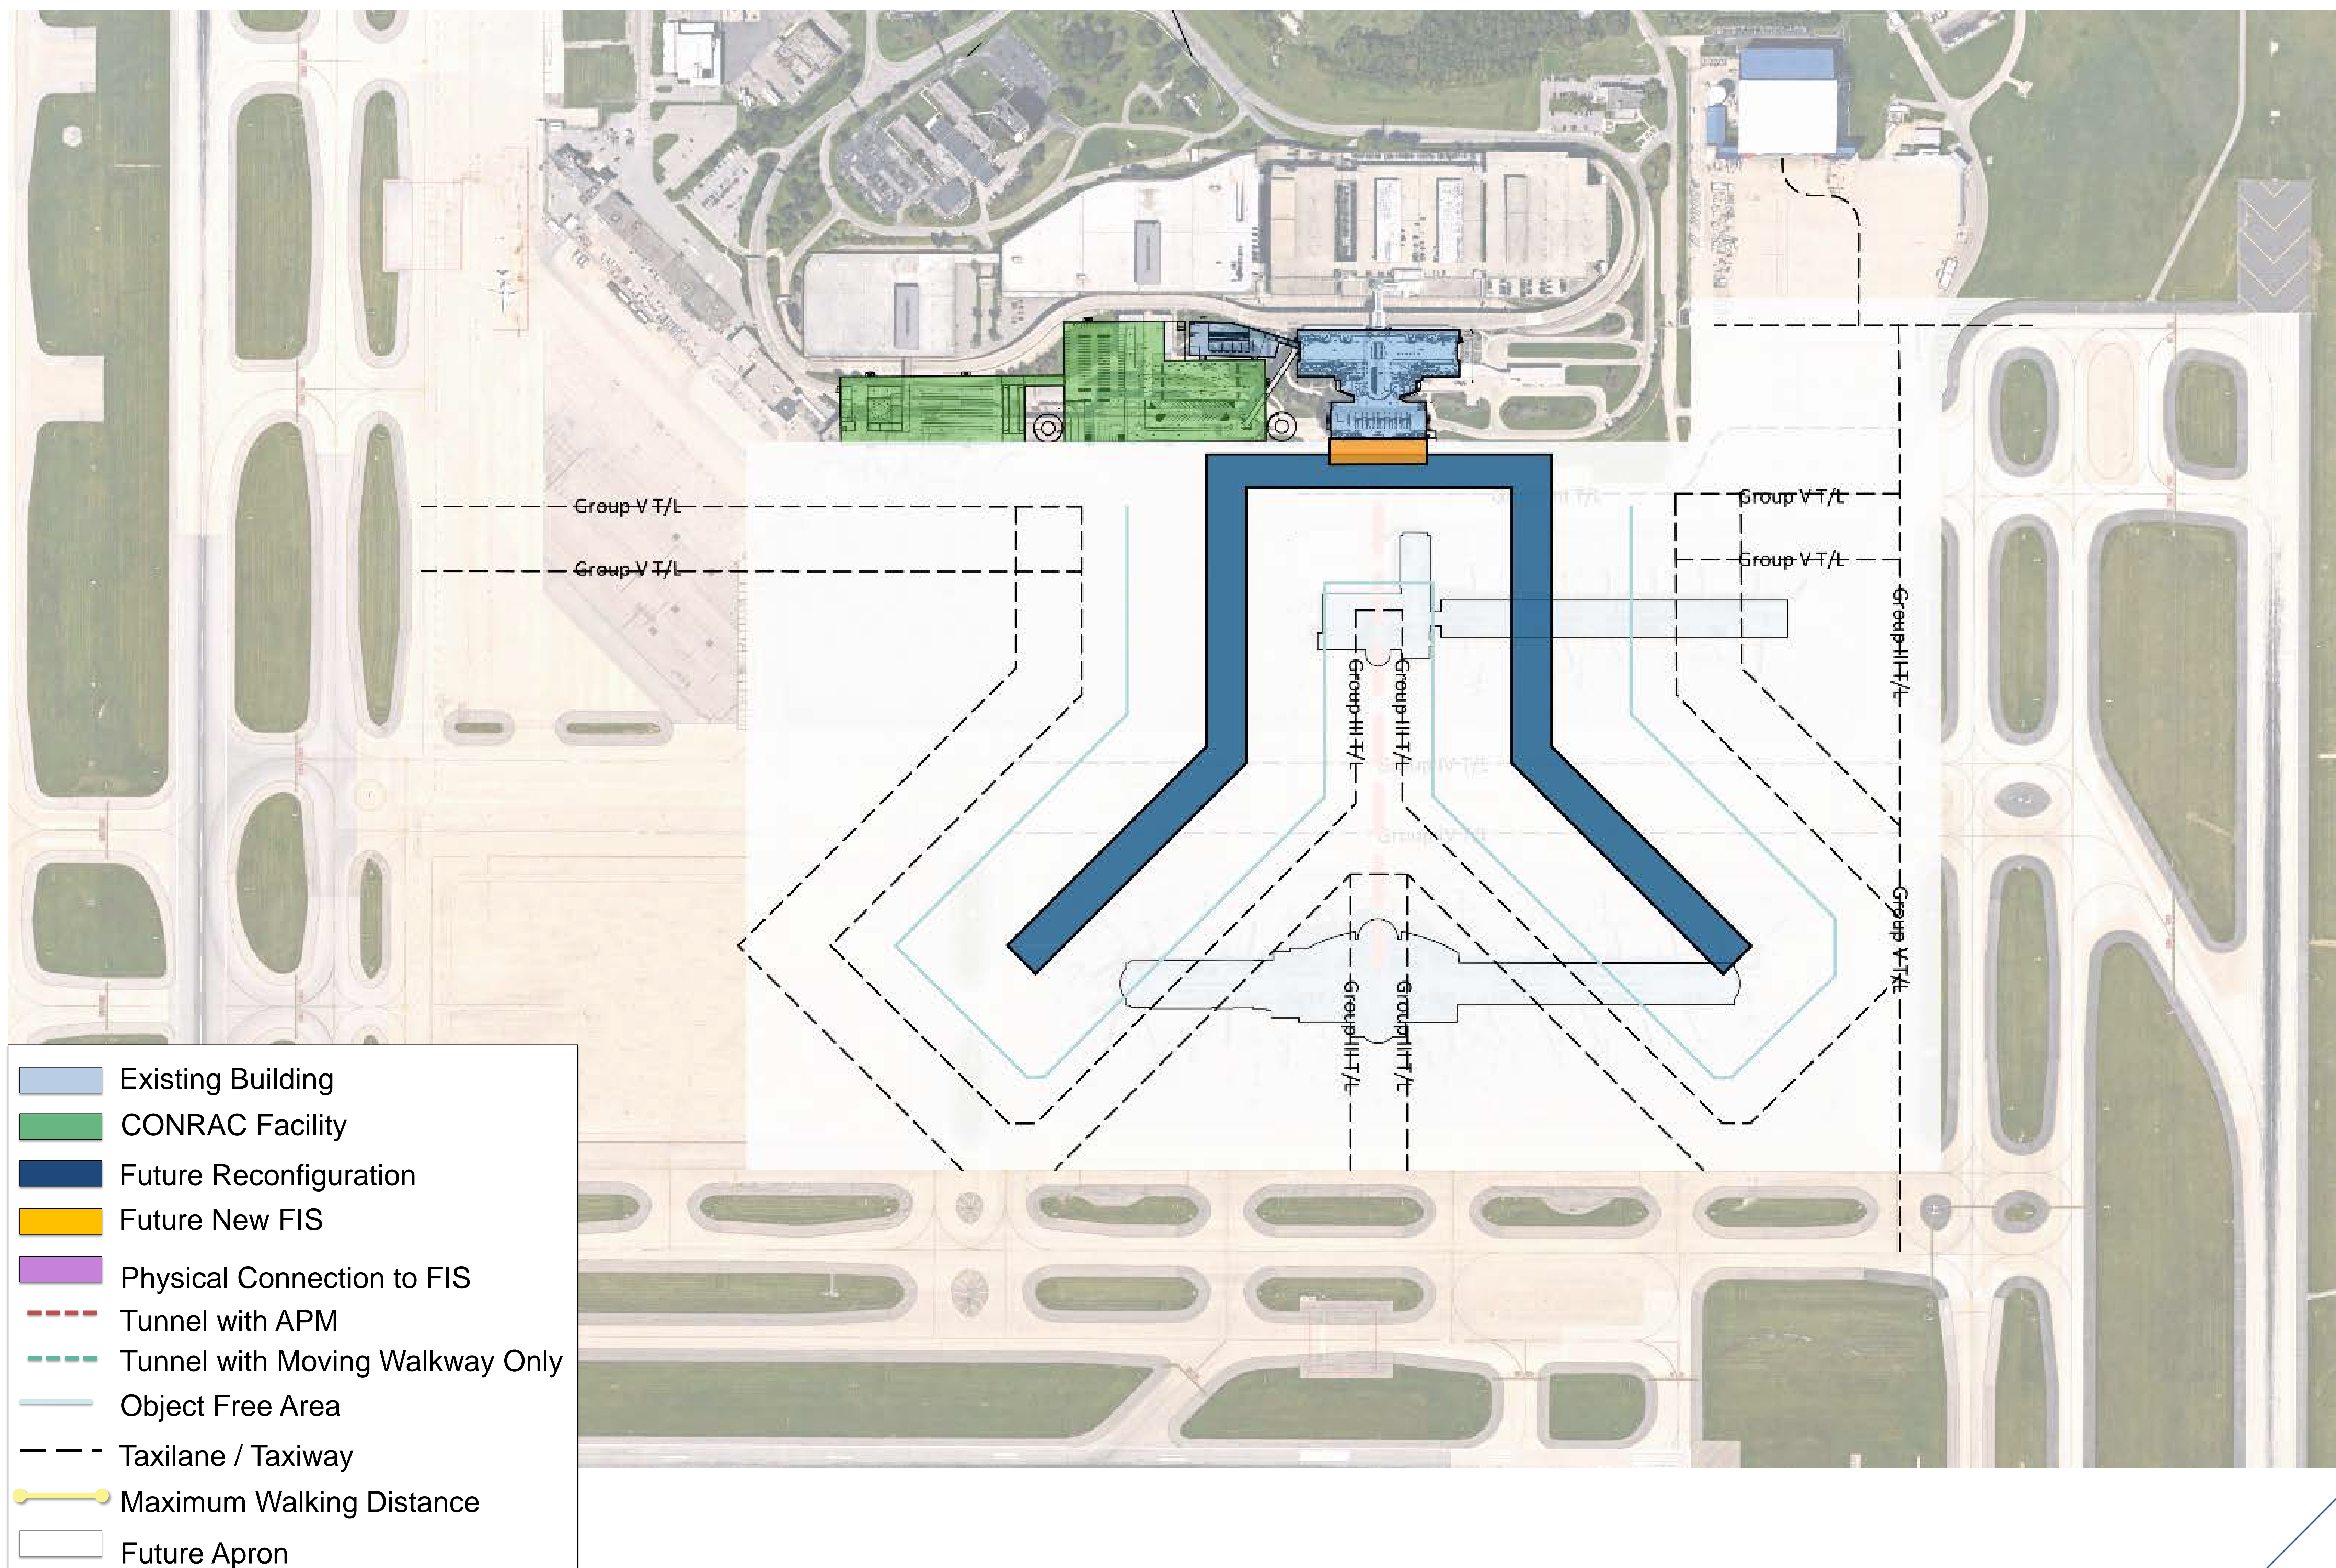 Group V T/L
Group V T/L
Group V T/L
Group V T/L
Group III T/L
Group III T/L
Group III T/L
Group V T/L
Group III T/L
Group III T/L
Existing Building
CONRAC Facility
Future Reconfiguration
Future New FIS
Physical Connection to FIS
Tunnel with APM
Tunnel with Moving Walkway Only
Object Free Area
Taxilane / Taxiway
Maximum Walking Distance
Future Apron